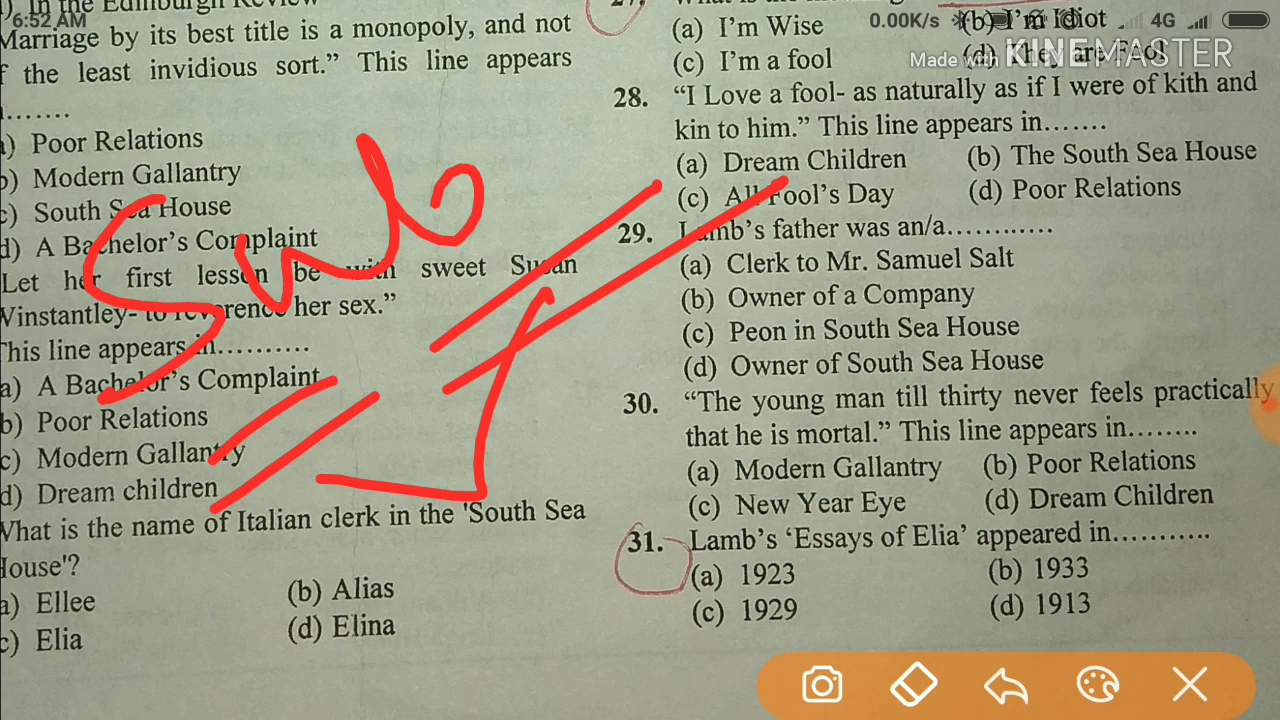 6:52 AM
0.00K/s
4G
Made with KINEMASTER
In the Edinburgh Review
Marriage by its best title is a monopoly, and not
the least invidious sort.” This line appears
.......
) Poor Relations
) Modern Gallantry
c) South Sea House
d) A Bachelor’s Complaint
Let her first lesson be with sweet Susan
Winstantley- to reverence her sex.”
This line appears in..........
a) A Bachelor’s Complaint
b) Poor Relations
c) Modern Gallantry
d) Dream children
What is the name of Italian clerk in the 'South Sea
House'?
a) Ellee
(b) Alias
c) Elia
(d) Elina
(a) I’m Wise
(b) I’m Idiot
(c) I’m a fool
(d) They are Fool
28. “I Love a fool- as naturally as if I were of kith and
kin to him.” This line appears in.......
(a) Dream Children
(b) The South Sea House
(c) All Fool’s Day
(d) Poor Relations
29. Lamb’s father was an/a............
(a) Clerk to Mr. Samuel Salt
(b) Owner of a Company
(c) Peon in South Sea House
(d) Owner of South Sea House
30. “The young man till thirty never feels practically
that he is mortal.” This line appears in........
(a) Modern Gallantry
(b) Poor Relations
(c) New Year Eye
(d) Dream Children
31. Lamb’s ‘Essays of Elia’ appeared in...........
(a) 1923
(b) 1933
(c) 1929
(d) 1913